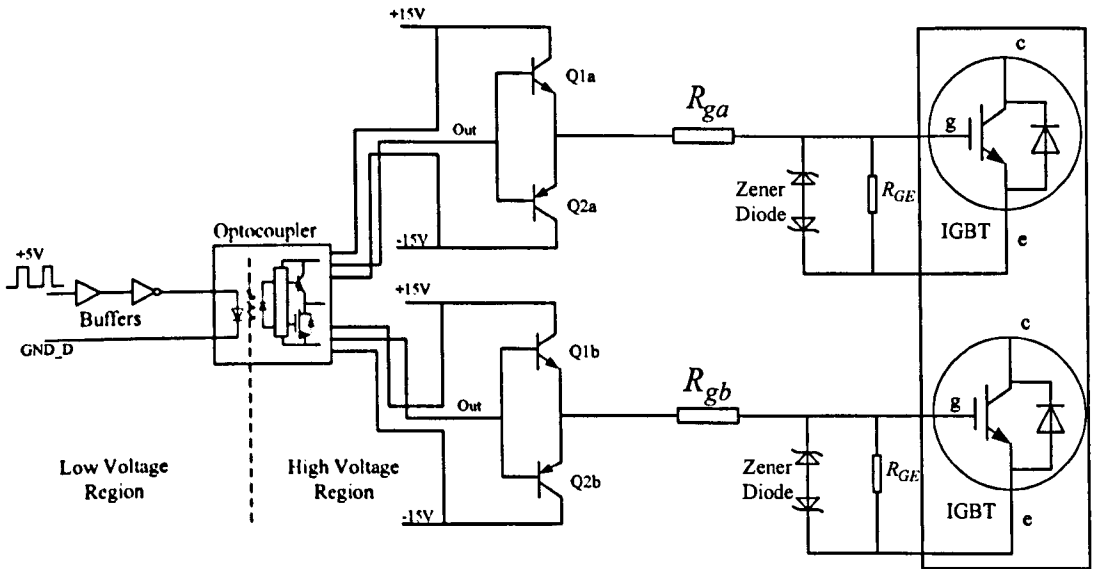 +15V
Q1a
Out
Q2a
-15V
R_ga
Zener
Diode
R_GE
c
g
IGBT
e
Optocoupler
+5V
Buffers
GND_D
+15V
Q1b
Out
Q2b
-15V
R_gb
Zener
Diode
R_GE
c
g
IGBT
e
Low Voltage
Region
High Voltage
Region